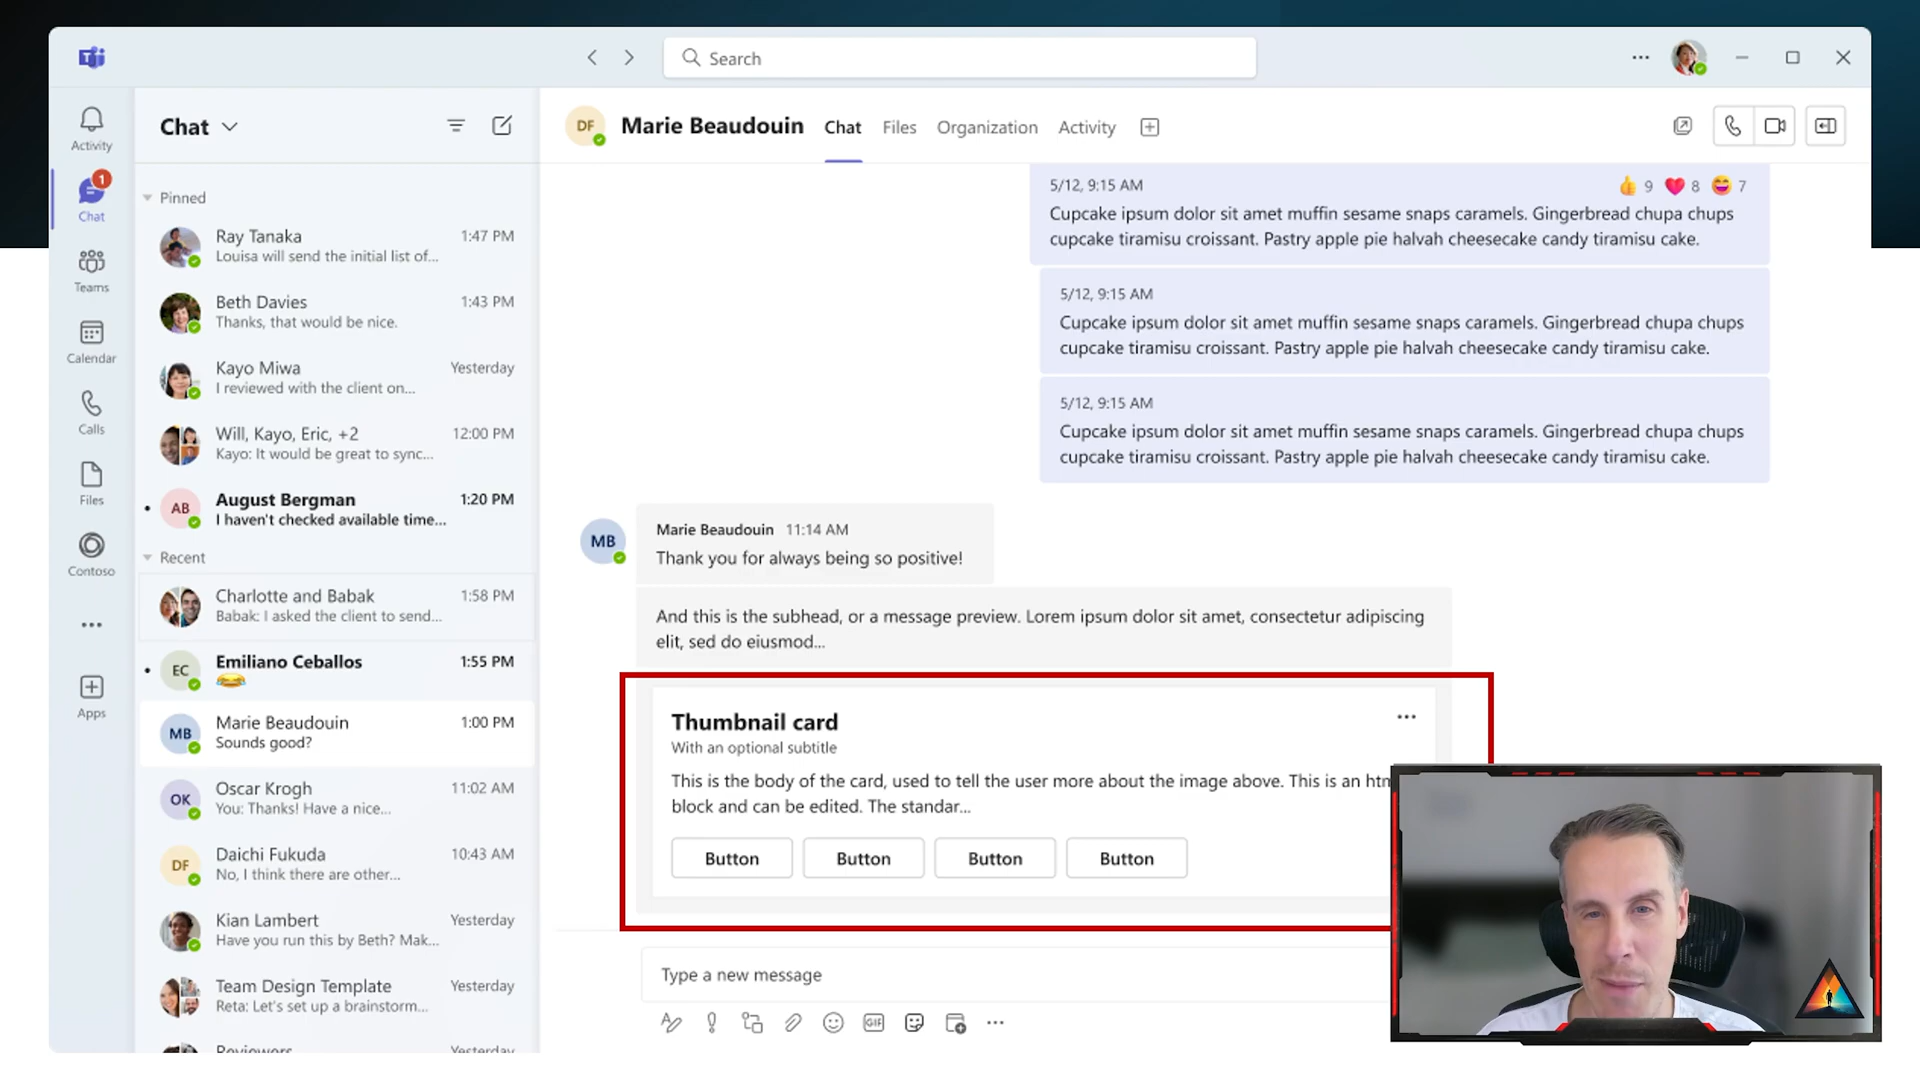 Search
Activity
1
Chat
Teams
Calendar
Calls
Files
Contoso
Apps
Chat
Pinned
Ray Tanaka 1:47 PM
Louisa will send the initial list of...
Beth Davies 1:43 PM
Thanks, that would be nice.
Kayo Miwa Yesterday
I reviewed with the client on...
Will, Kayo, Eric, +2 12:00 PM
Kayo: It would be great to sync...
AB
August Bergman 1:20 PM
I haven't checked available time...
Recent
Charlotte and Babak 1:58 PM
Babak: I asked the client to send...
EC
Emiliano Ceballos 1:55 PM
MB
Marie Beaudouin 1:00 PM
Sounds good?
OK
Oscar Krogh 11:02 AM
You: Thanks! Have a nice...
DF
Daichi Fukuda 10:43 AM
No, I think there are other...
Kian Lambert Yesterday
Have you run this by Beth? Mak...
Team Design Template Yesterday
Reta: Let's set up a brainstorm...
Reviewers Yesterday
DF
Marie Beaudouin Chat Files Organization Activity
5/12, 9:15 AM 9 8 7
Cupcake ipsum dolor sit amet muffin sesame snaps caramels. Gingerbread chupa chups
cupcake tiramisu croissant. Pastry apple pie halvah cheesecake candy tiramisu cake.
5/12, 9:15 AM
Cupcake ipsum dolor sit amet muffin sesame snaps caramels. Gingerbread chupa chups
cupcake tiramisu croissant. Pastry apple pie halvah cheesecake candy tiramisu cake.
5/12, 9:15 AM
Cupcake ipsum dolor sit amet muffin sesame snaps caramels. Gingerbread chupa chups
cupcake tiramisu croissant. Pastry apple pie halvah cheesecake candy tiramisu cake.
MB
Marie Beaudouin 11:14 AM
Thank you for always being so positive!
And this is the subhead, or a message preview. Lorem ipsum dolor sit amet, consectetur adipiscing
elit, sed do eiusmod...
Thumbnail card
With an optional subtitle
This is the body of the card, used to tell the user more about the image above. This is an
block and can be edited. The standar...
Button Button Button Button
Type a new message
GIF